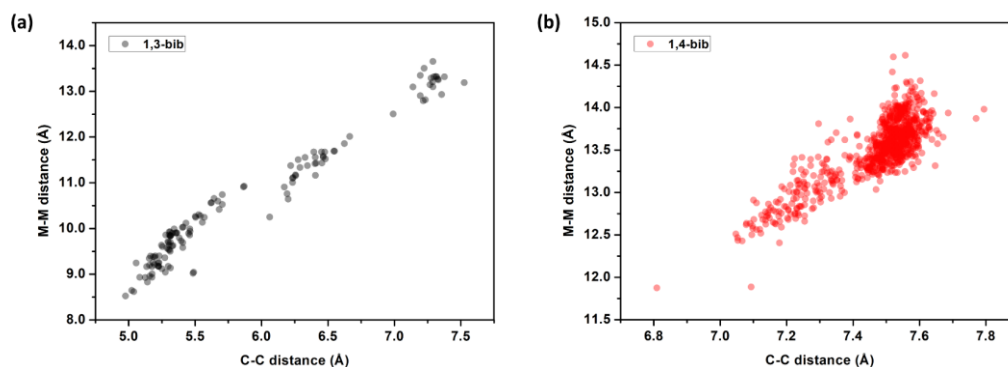 (a)
1,3-bib
M-M distance (Å)
14.0
13.0
12.0
11.0
10.0
9.0
8.0
5.0 5.5 6.0 6.5 7.0 7.5
C-C distance (Å)
(b)
1,4-bib
M-M distance (Å)
15.0
14.5
14.0
13.5
13.0
12.5
12.0
11.5
6.8 7.0 7.2 7.4 7.6 7.8
C-C distance (Å)